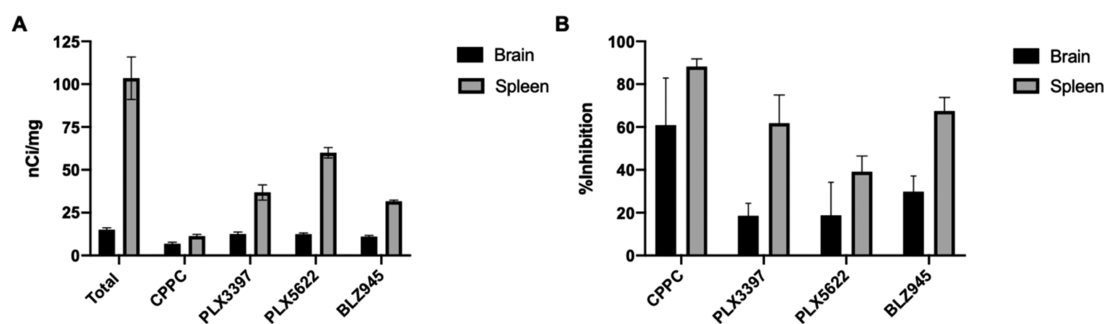 A
nCi/mg
125
100
75
50
25
0
Total
CPPC
PLX3397
PLX5622
BLZ945
Brain
Spleen
B
%Inhibition
100
80
60
40
20
0
CPPC
PLX3397
PLX5622
BLZ945
Brain
Spleen